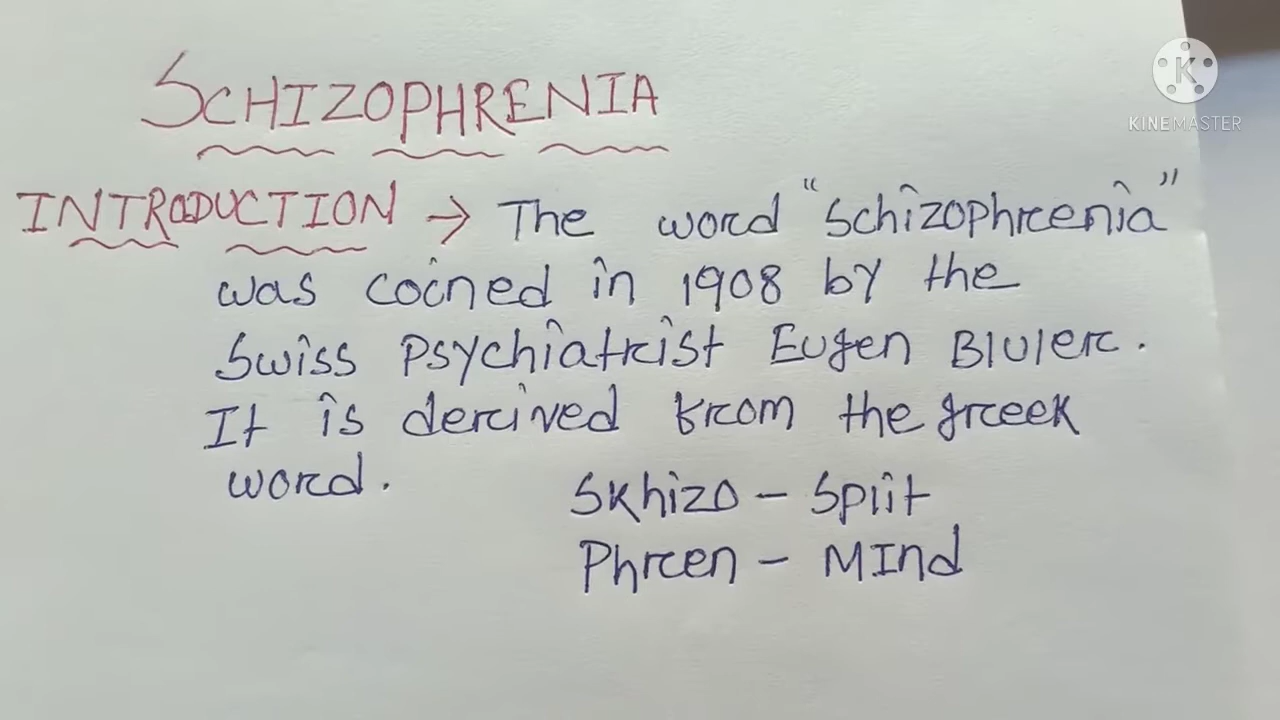 SCHIZOPHRENIA
KINEMASTER
INTRODUCTION → The word "Schizophrenia"
was coined in 1908 by the
Swiss Psychiatrist Eugen Bluler.
It is derived from the greek
word.
Skhizo - Split
Phren - MInd